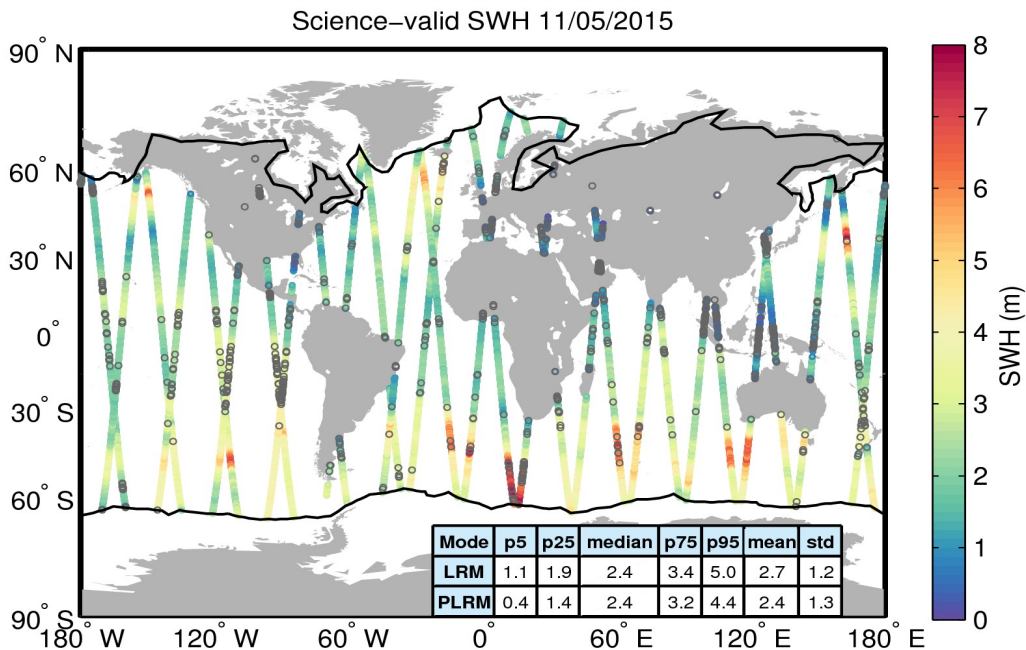 Science−valid SWH 11/05/2015
90° N
60° N
30° N
0°
30° S
60° S
90° S
180° W
120° W
60° W
0°
60° E
120° E
180° E
Mode p5 p25 median p75 p95 mean std
LRM 1.1 1.9 2.4 3.4 5.0 2.7 1.2
PLRM 0.4 1.4 2.4 3.2 4.4 2.4 1.3
8
7
6
5
4
3
2
1
0
SWH (m)